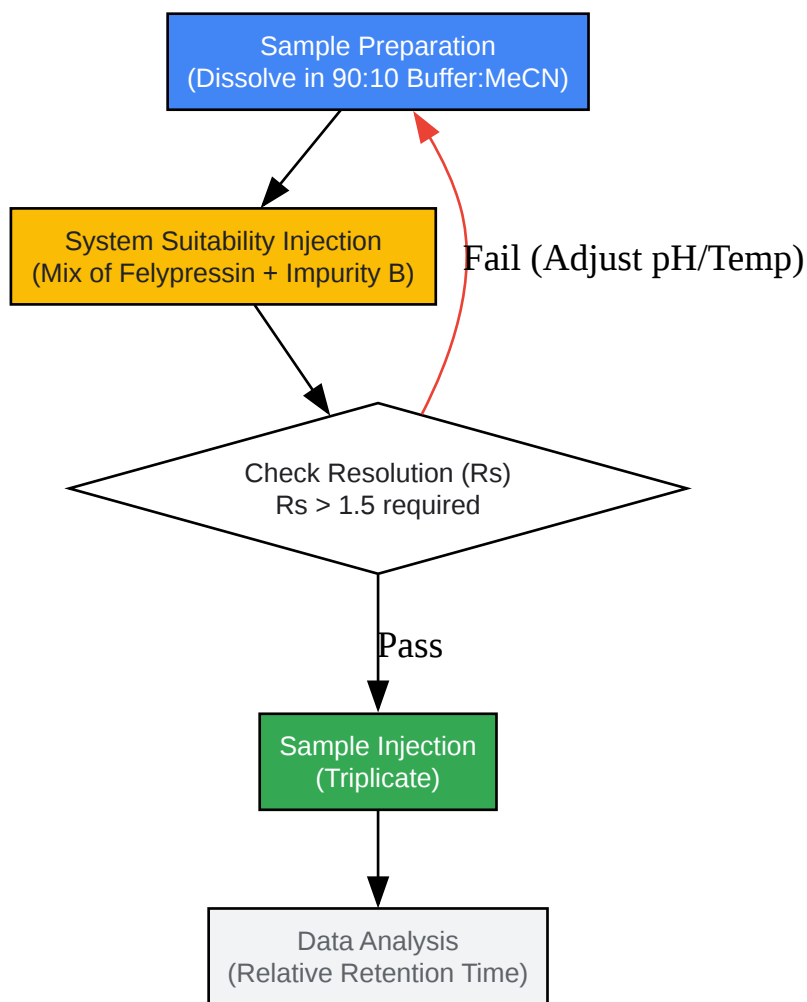 Sample Preparation
(Dissolve in 90:10 Buffer:MeCN)
System Suitability Injection
(Mix of Felypressin + Impurity B)
Fail (Adjust pH/Temp)
Check Resolution (Rs)
Rs > 1.5 required
Pass
Sample Injection
(Triplicate)
Data Analysis
(Relative Retention Time)